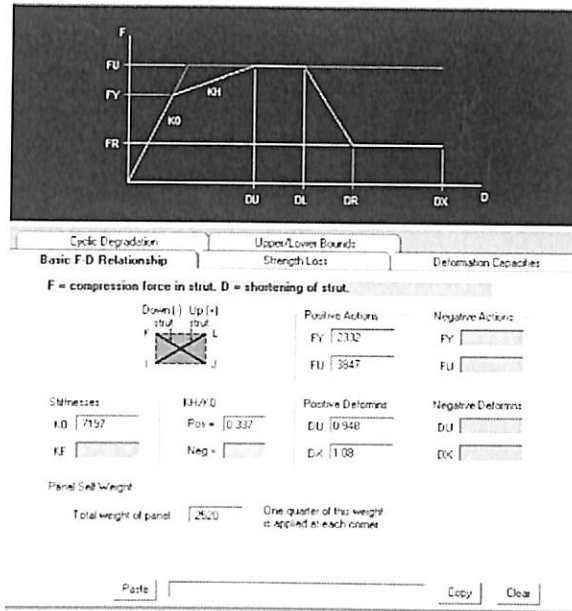 F
FU
FY
KH
K0
FR
DU DL DR DX D
Cyclic Degradation Upper/Lower Bounds
Basic F-D Relationship Strength Loss Deformation Capacities
F = compression force in strut. D = shortening of strut.
Down (-) Up (+)
strut strut
K L
I J
Positive Actions Negative Actions
FY 2332 FY
FU 3847 FU
Stiffnesses KH/K0 Positive Deformns Negative Deformns
K0 7197 Pos = 0.337 DU 0.948 DU
KF Neg = DX 1.08 DX
Panel Self Weight
Total weight of panel 2520 One quarter of this weight
is applied at each corner
Paste Copy Clear